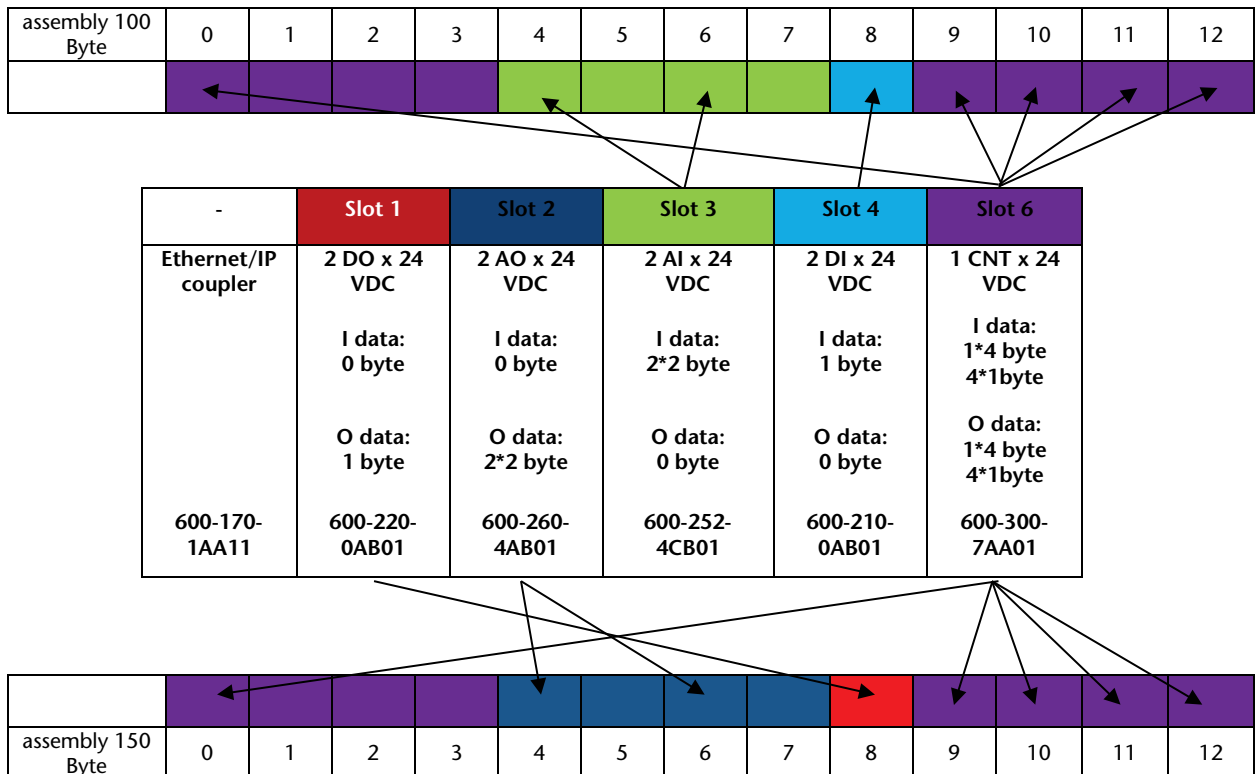 assembly 100 Byte 0 1 2 3 4 5 6 7 8 9 10 11 12
- Slot 1 Slot 2 Slot 3 Slot 4 Slot 6
Ethernet/IP coupler
600-170-
1AA11
2 DO x 24
VDC
I data:
0 byte
O data:
1 byte
600-220-
0AB01
2 AO x 24
VDC
I data:
0 byte
O data:
2*2 byte
600-260-
4AB01
2 AI x 24
VDC
I data:
2*2 byte
O data:
0 byte
600-252-
4CB01
2 DI x 24
VDC
I data:
1 byte
O data:
0 byte
600-210-
0AB01
1 CNT x 24
VDC
I data:
1*4 byte
4*1byte
O data:
1*4 byte
4*1byte
600-300-
7AA01
assembly 150 Byte 0 1 2 3 4 5 6 7 8 9 10 11 12